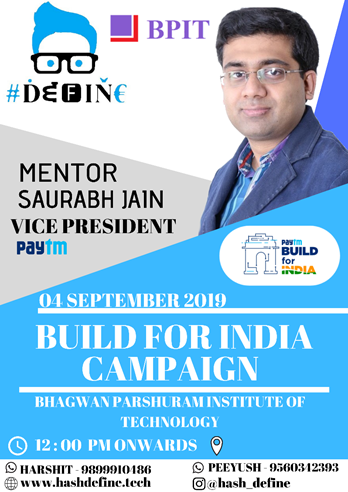 BPIT
#DEFINE
MENTOR
SAURABH JAIN
VICE PRESIDENT
paytm
paytm
BUILD
for
INDIA
04 SEPTEMBER 2019
BUILD FOR INDIA
CAMPAIGN
BHAGWAN PARSHURAM INSTITUTE OF
TECHNOLOGY
12:00 PM ONWARDS
HARSHIT - 9899910486
PEEYUSH - 9560342393
www.hashdefine.tech
@hash_define